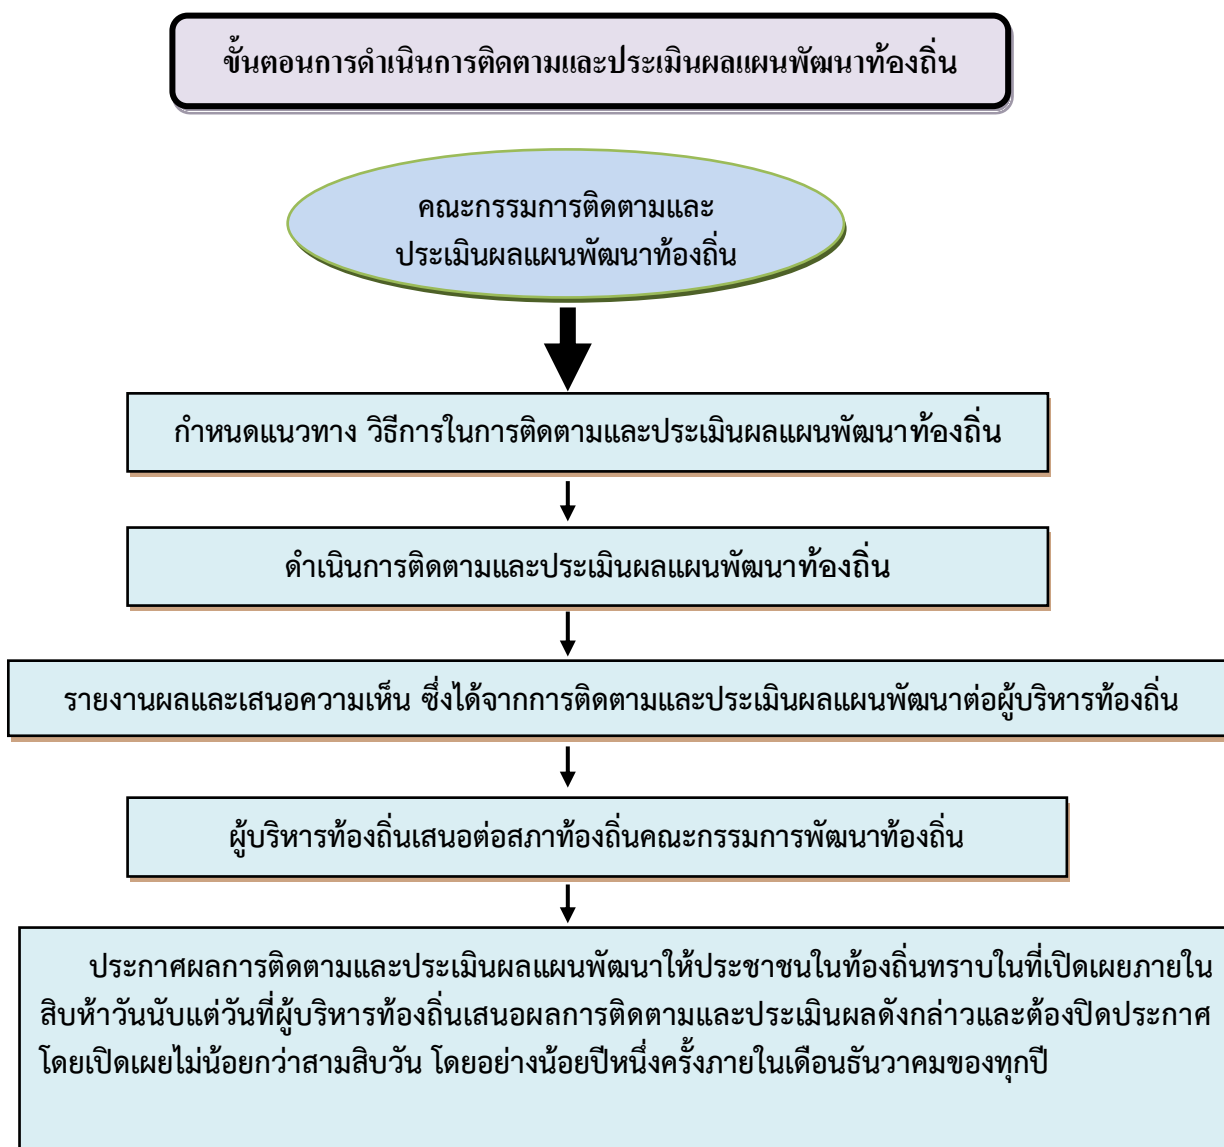 ขั้นตอนการดำเนินการติดตามและประเมินผลแผนพัฒนาท้องถิ่น
คณะกรรมการติดตามและ
ประเมินผลแผนพัฒนาท้องถิ่น
กำหนดแนวทาง วิธีการในการติดตามและประเมินผลแผนพัฒนาท้องถิ่น
ดำเนินการติดตามและประเมินผลแผนพัฒนาท้องถิ่น
รายงานผลและเสนอความเห็น ซึ่งได้จากการติดตามและประเมินผลแผนพัฒนาต่อผู้บริหารท้องถิ่น
ผู้บริหารท้องถิ่นเสนอต่อสภาท้องถิ่นคณะกรรมการพัฒนาท้องถิ่น
ประกาศผลการติดตามและประเมินผลแผนพัฒนาให้ประชาชนในท้องถิ่นทราบในที่เปิดเผยภายใน
สิบห้าวันนับแต่วันที่ผู้บริหารท้องถิ่นเสนอผลการติดตามและประเมินผลดังกล่าวและต้องปิดประกาศ
โดยเปิดเผยไม่น้อยกว่าสามสิบวัน โดยอย่างน้อยปีหนึ่งครั้งภายในเดือนธันวาคมของทุกปี